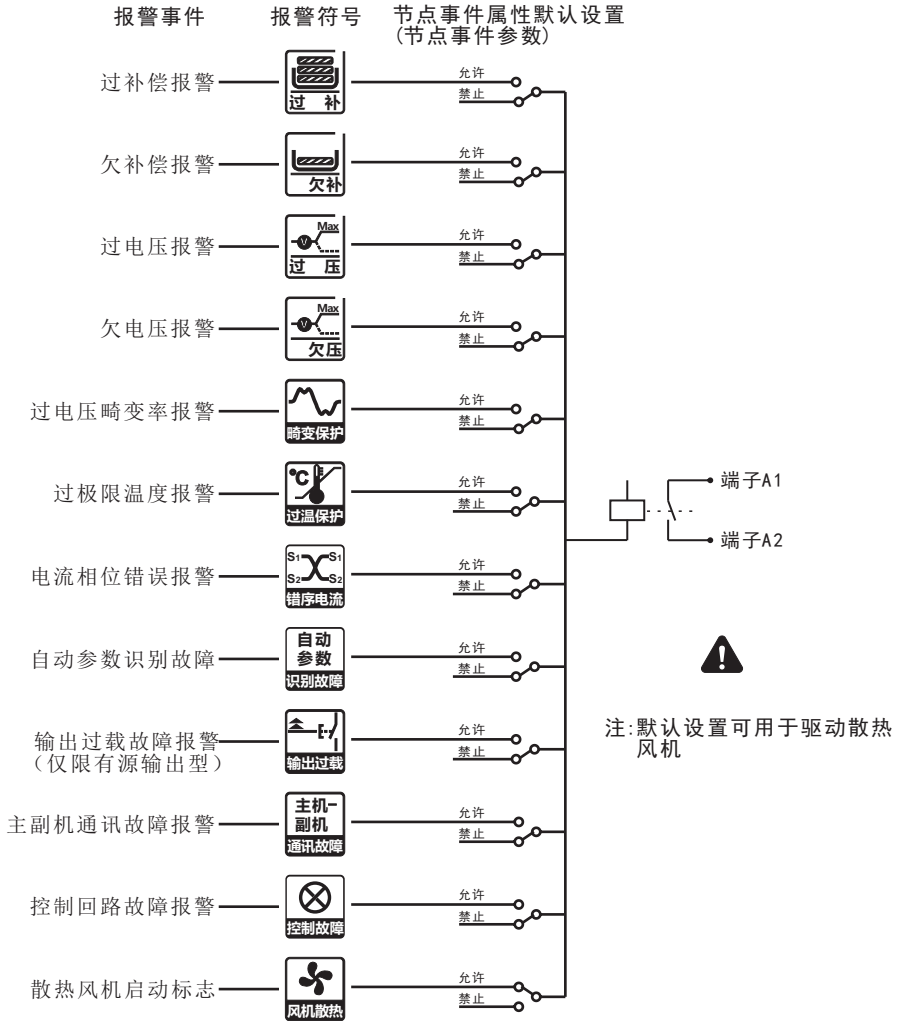 报警事件 报警符号 节点事件属性默认设置
(节点事件参数)
过补偿报警 过 补 允许
禁止
欠补偿报警 欠补 允许
禁止
过电压报警 V Max 过 压 允许
禁止
欠电压报警 V Max 欠压 允许
禁止
过电压畸变率报警 畸变保护 允许
禁止
过极限温度报警 °C 过温保护 允许
禁止
端子A1
端子A2
电流相位错误报警 S1 S1 允许
S2 S2 禁止
错序电流
自动参数识别故障 自动 允许
参数 禁止
识别故障
注:默认设置可用于驱动散热
风机
输出过载故障报警 输出过载 允许
(仅限有源输出型) 禁止
主副机通讯故障报警 主机- 允许
副机 禁止
通讯故障
控制回路故障报警 控制故障 允许
禁止
散热风机启动标志 风机散热 允许
禁止